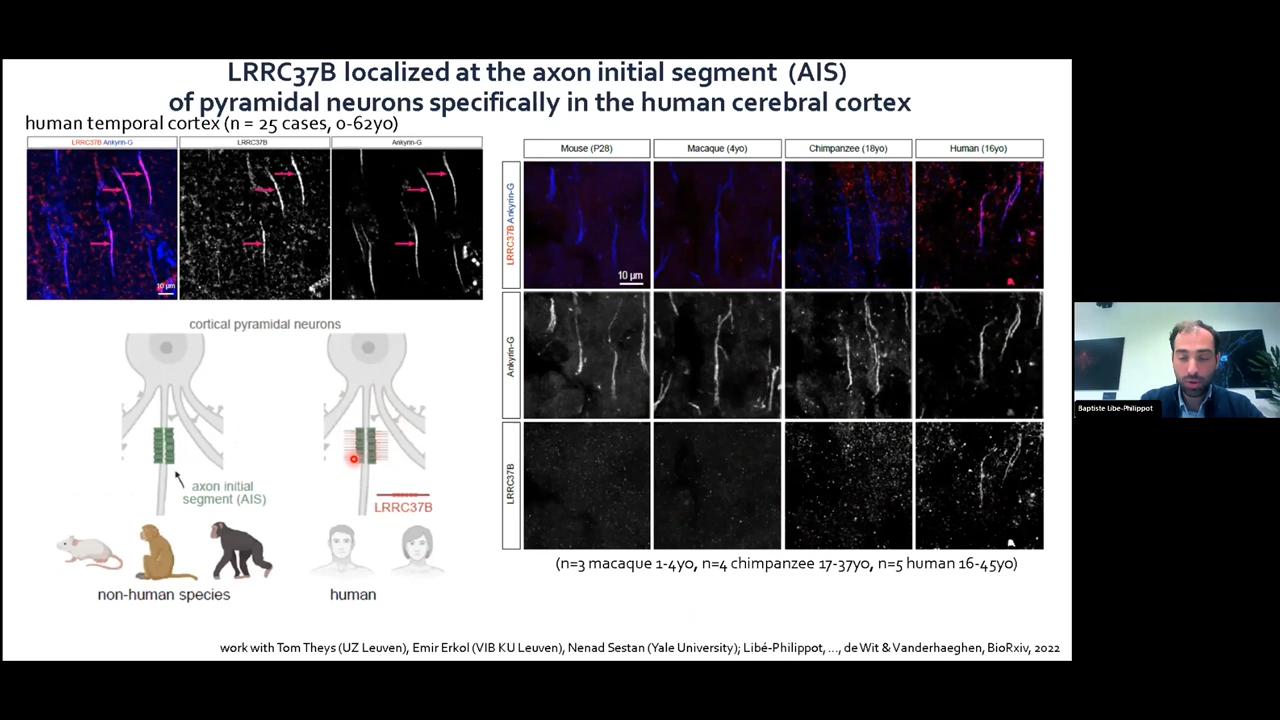 LRRC37B localized at the axon initial segment (AIS)
of pyramidal neurons specifically in the human cerebral cortex
human temporal cortex (n = 25 cases, 0-62yo)
LRRC37B Ankyrin-G
LRRC37B
Ankyrin-G
10 µm
cortical pyramidal neurons
axon initial
segment (AIS)
LRRC37B
non-human species
human
Mouse (P28)
Macaque (4yo)
Chimpanzee (18yo)
Human (16yo)
LRRC37B Ankyrin-G
10 µm
Ankyrin-G
LRRC37B
(n=3 macaque 1-4yo, n=4 chimpanzee 17-37yo, n=5 human 16-45yo)
work with Tom Theys (UZ Leuven), Emir Erkol (VIB KU Leuven), Nenad Sestan (Yale University); Libé-Philippot, ..., de Wit & Vanderhaeghen, BioRxiv, 2022
Baptiste Libe-Philippot